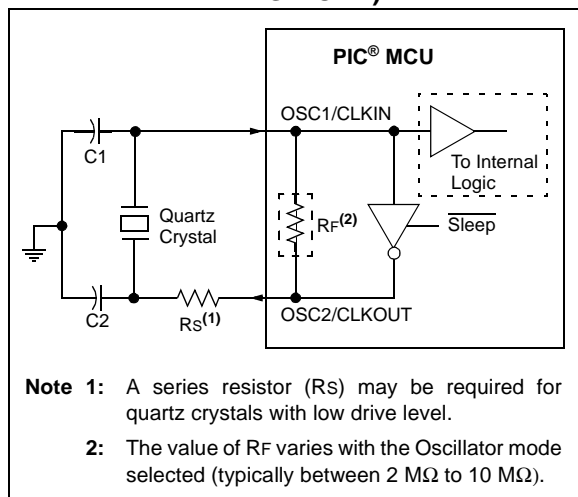 PIC® MCU
OSC1/CLKIN
C1
To Internal
Logic
Quartz
Crystal
RF(2)
Sleep
C2
RS(1)
OSC2/CLKOUT
Note 1: A series resistor (RS) may be required for
quartz crystals with low drive level.
2: The value of RF varies with the Oscillator mode
selected (typically between 2 MΩ to 10 MΩ).